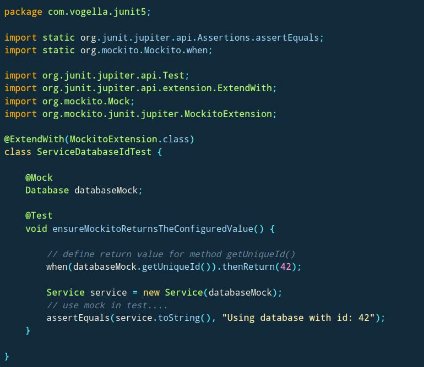 package com.vogella.junit5;
import static org.junit.jupiter.api.Assertions.assertEquals;
import static org.mockito.Mockito.when;
import org.junit.jupiter.api.Test;
import org.junit.jupiter.api.extension.ExtendWith;
import org.mockito.Mock;
import org.mockito.junit.jupiter.MockitoExtension;
@ExtendWith(MockitoExtension.class)
class ServiceDatabaseIdTest {
@Mock
Database databaseMock;
@Test
void ensureMockitoReturnsTheConfiguredValue() {
// define return value for method getUniqueId()
when(databaseMock.getUniqueId()).thenReturn(42);
Service service = new Service(databaseMock);
// use mock in test....
assertEquals(service.toString(), "Using database with id: 42");
}
}